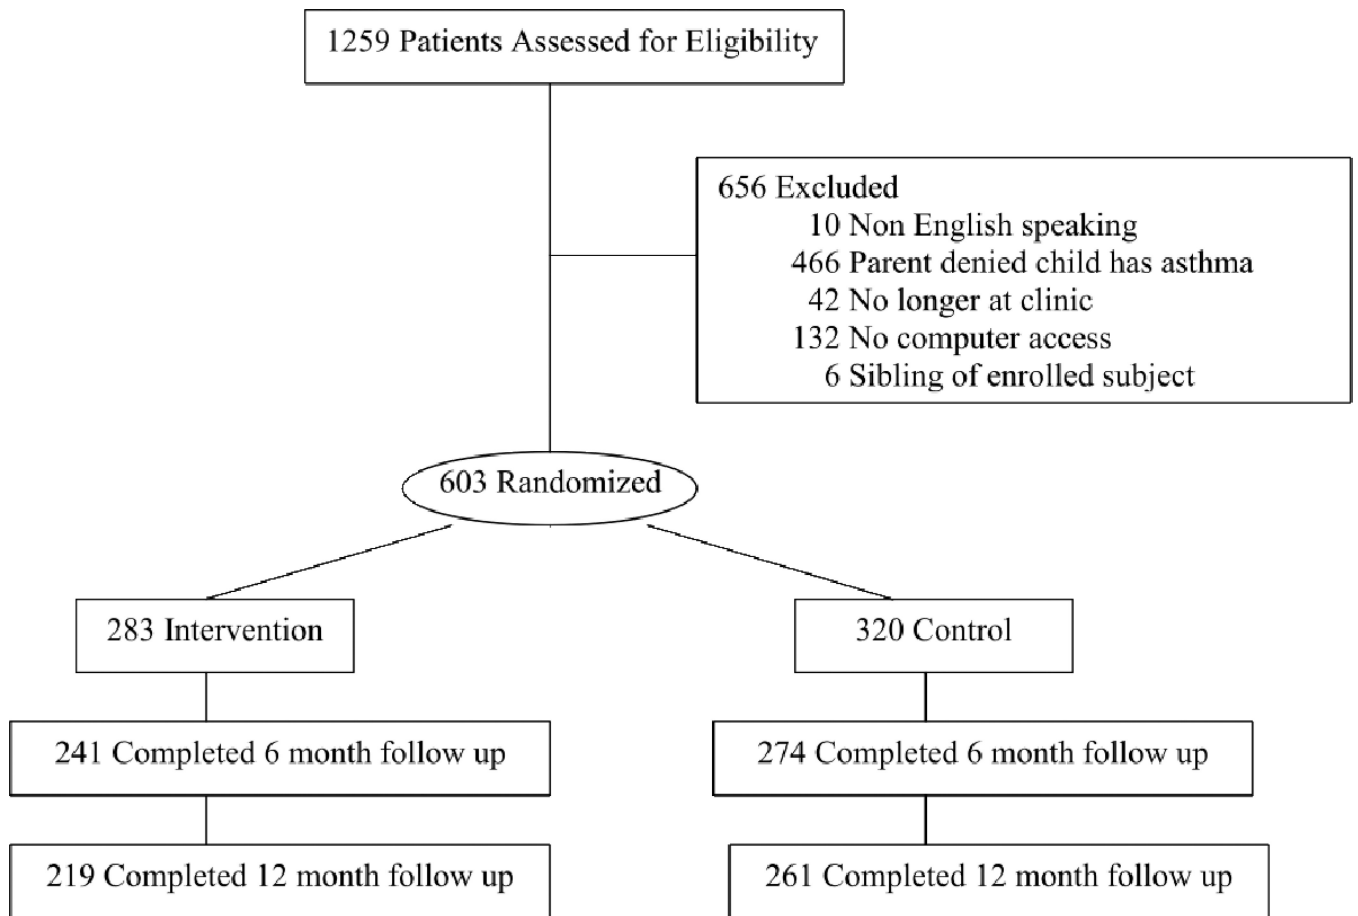 1259 Patients Assessed for Eligibility
656 Excluded
10 Non English speaking
466 Parent denied child has asthma
42 No longer at clinic
132 No computer access
6 Sibling of enrolled subject
603 Randomized
283 Intervention
320 Control
241 Completed 6 month follow up
274 Completed 6 month follow up
219 Completed 12 month follow up
261 Completed 12 month follow up